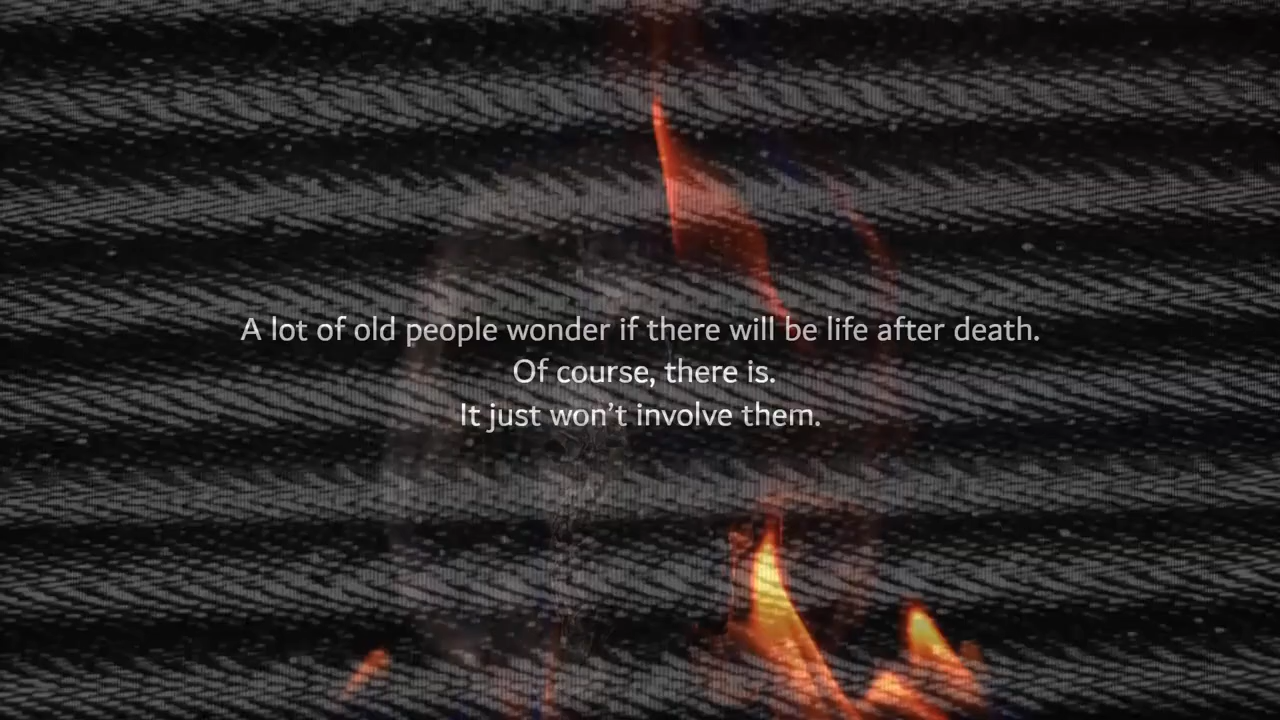 A lot of old people wonder if there will be life after death.
Of course, there is.
It just won’t involve them.